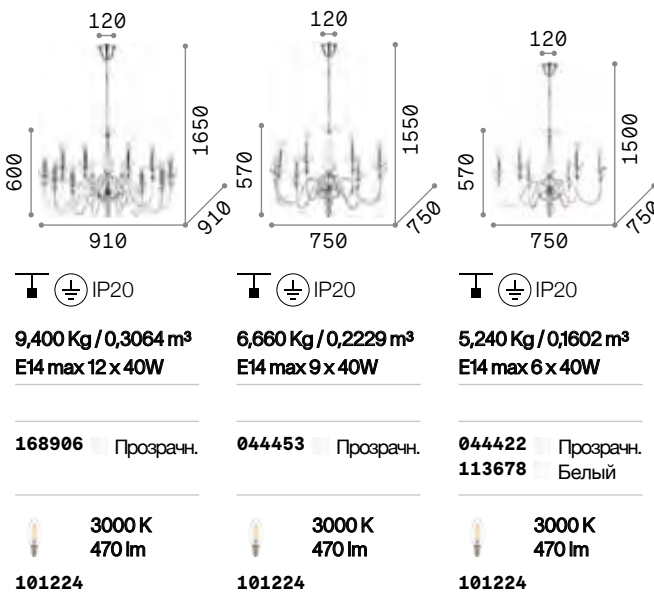 120
1650
600
910
910
IP20
9,400 Kg / 0,3064 m³
E14 max 12 x 40W
168906 Прозрачн.
3000 K
470 lm
101224
120
1550
570
750
750
IP20
6,660 Kg / 0,2229 m³
E14 max 9 x 40W
044453 Прозрачн.
3000 K
470 lm
101224
120
1500
570
750
750
IP20
5,240 Kg / 0,1602 m³
E14 max 6 x 40W
044422 Прозрачн.
113678 Белый
3000 K
470 lm
101224